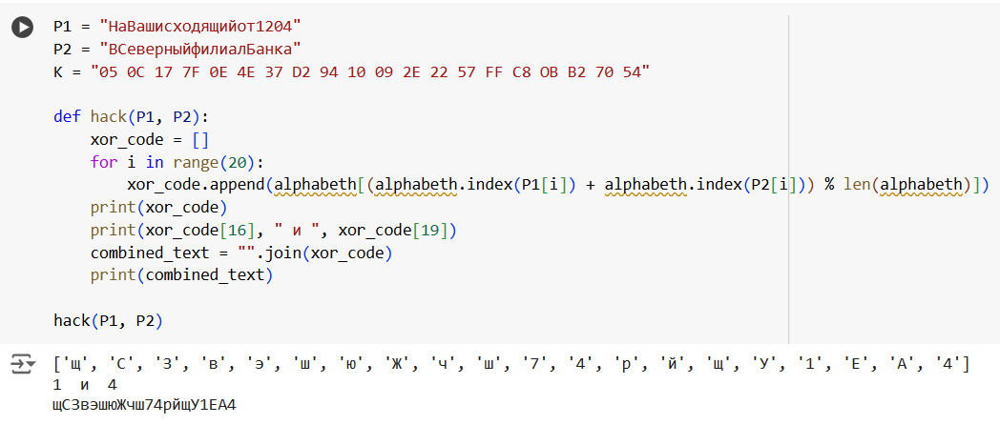 P1 = "НаВашисходящийот1204"
P2 = "ВСеверныйфилиалБанка"
K = "05 0C 17 7F 0E 4E 37 D2 94 10 09 2E 22 57 FF C8 OB B2 70 54"
def hack(P1, P2):
xor_code = []
for i in range(20):
xor_code.append(alphabeth[(alphabeth.index(P1[i]) + alphabeth.index(P2[i])) % len(alphabeth)])
print(xor_code)
print(xor_code[16], " и ", xor_code[19])
combined_text = "".join(xor_code)
print(combined_text)
hack(P1, P2)
['щ', 'С', 'З', 'в', 'э', 'ш', 'ю', 'Ж', 'ч', 'ш', '7', '4', 'р', 'й', 'щ', 'У', '1', 'Е', 'А', '4']
1 и 4
щСЗвэшюЖчш74рйщУ1ЕА4